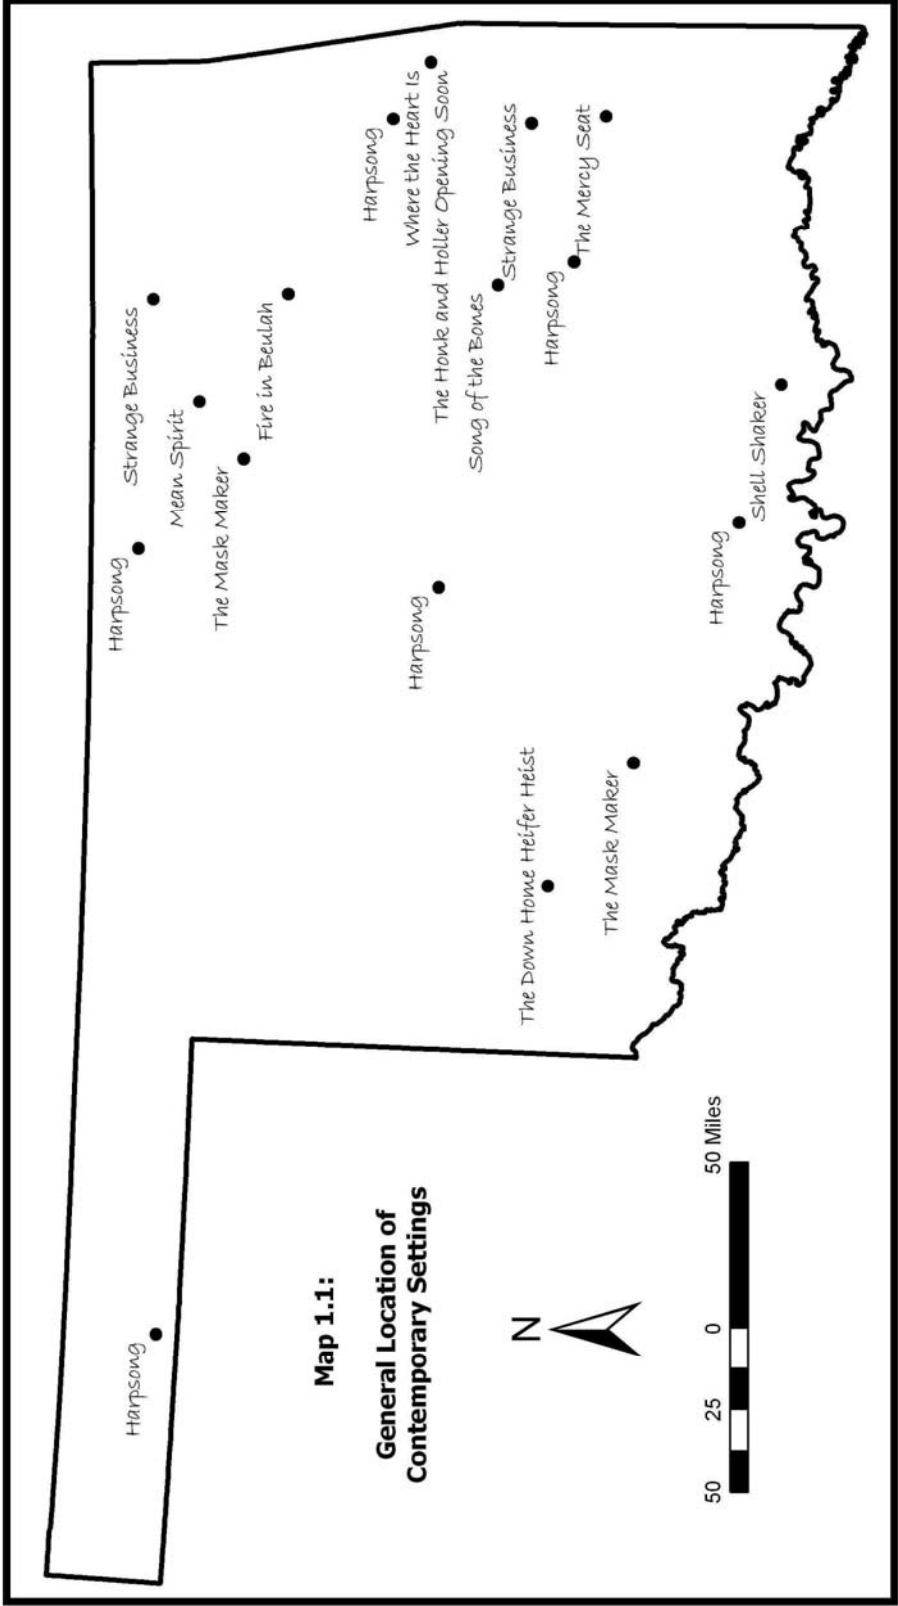 Map 1.1:
General Location of
Contemporary Settings
N
50 25 0 50 Miles
Harpsong
Harpsong
Strange Business
Mean Spirit
The Mask Maker
Fire in Beulah
Harpsong
Where the Heart Is
The Honk and Holler Opening Soon
Harpsong
Song of the Bones
Strange Business
Harpsong
The Mercy Seat
The Down Home Heifer Heist
The Mask Maker
Harpsong
Shell Shaker